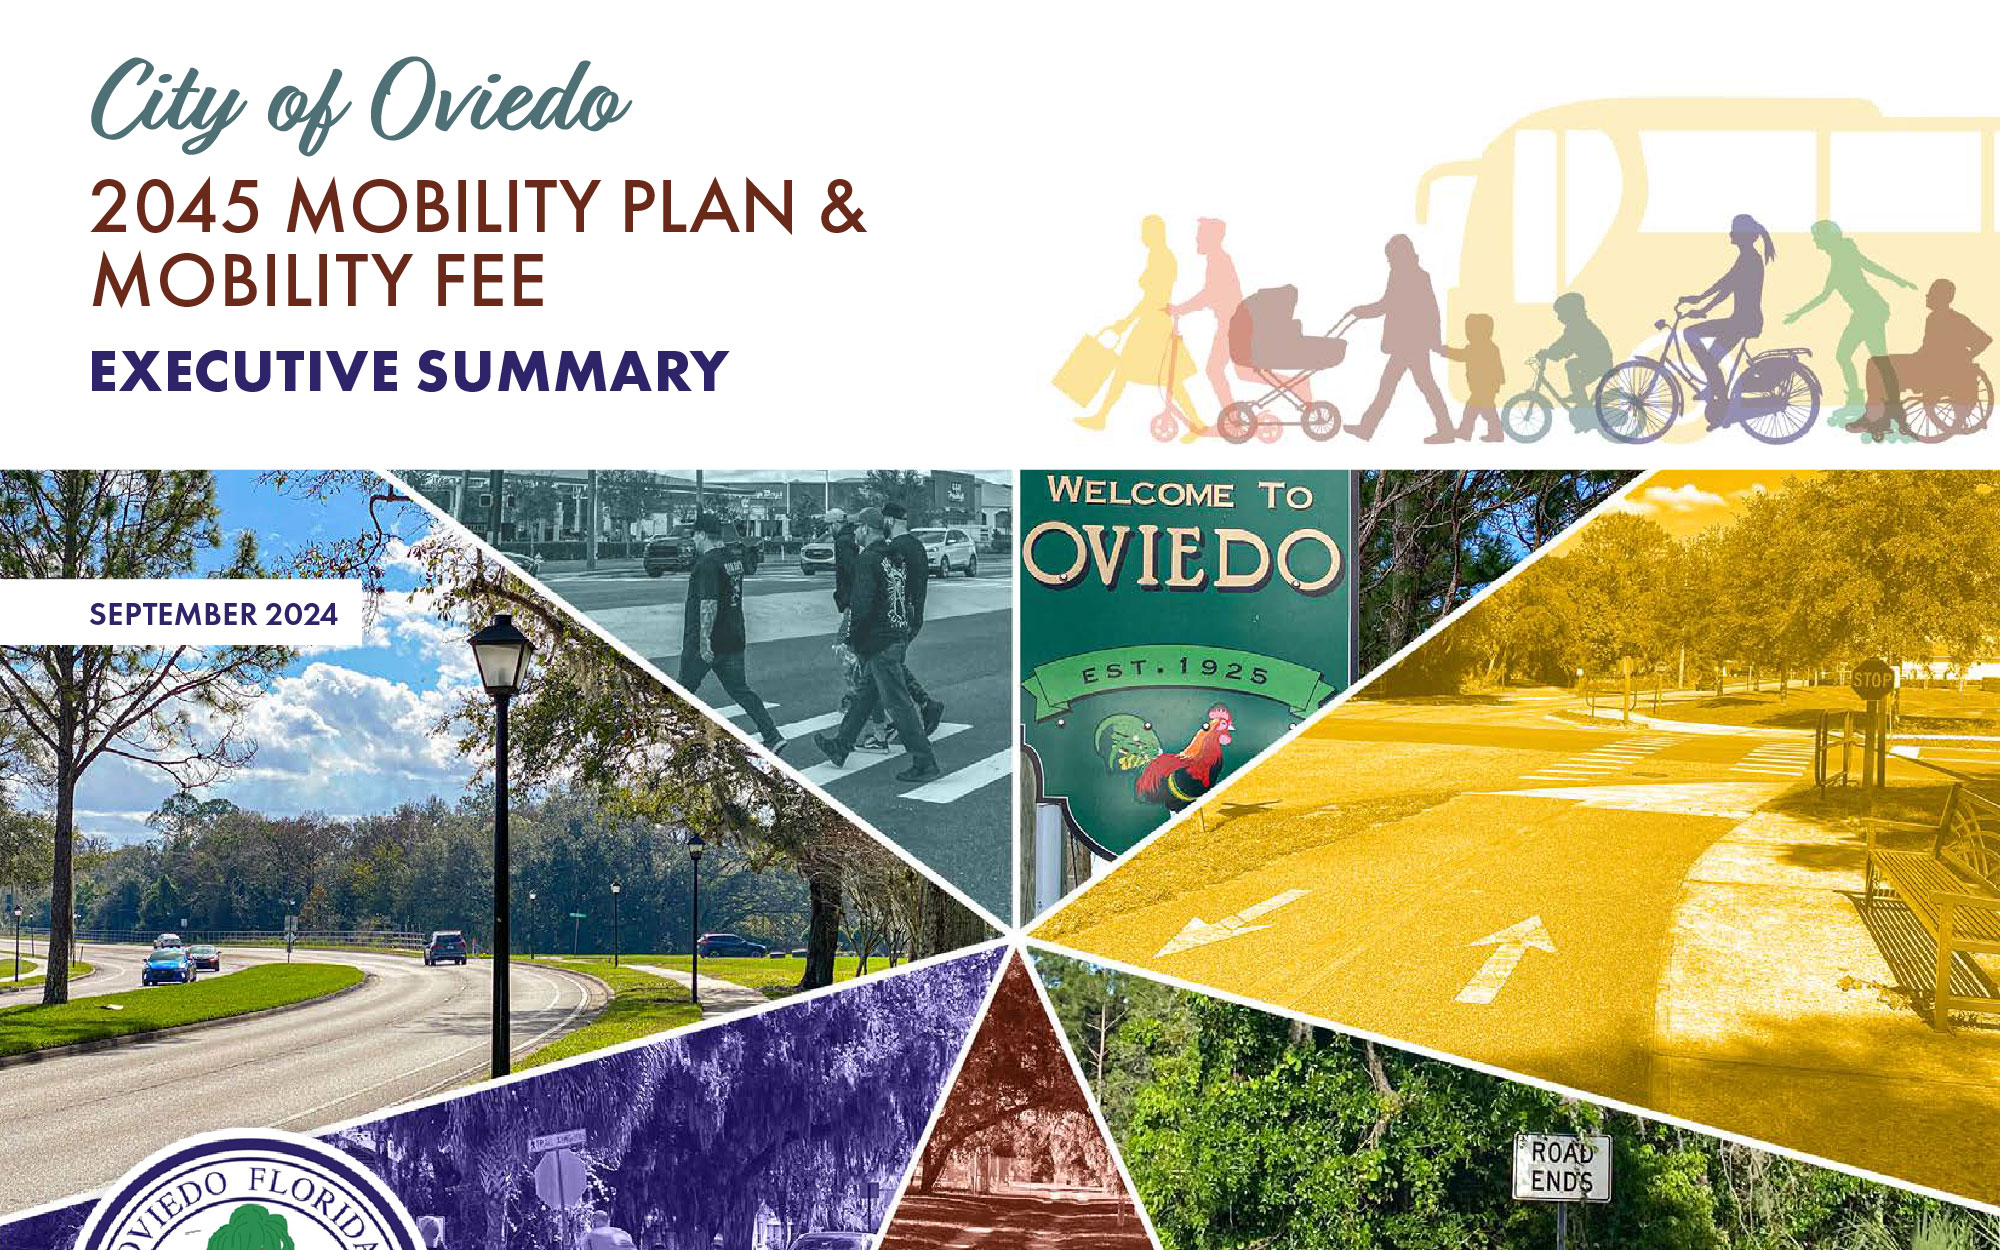 City of Oviedo
2045 MOBILITY PLAN &
MOBILITY FEE
EXECUTIVE SUMMARY
WELCOME TO
OVIEDO
SEPTEMBER 2024
EST. 1925
STOP
ROAD
ENDS
OVIEDO FLORIDA